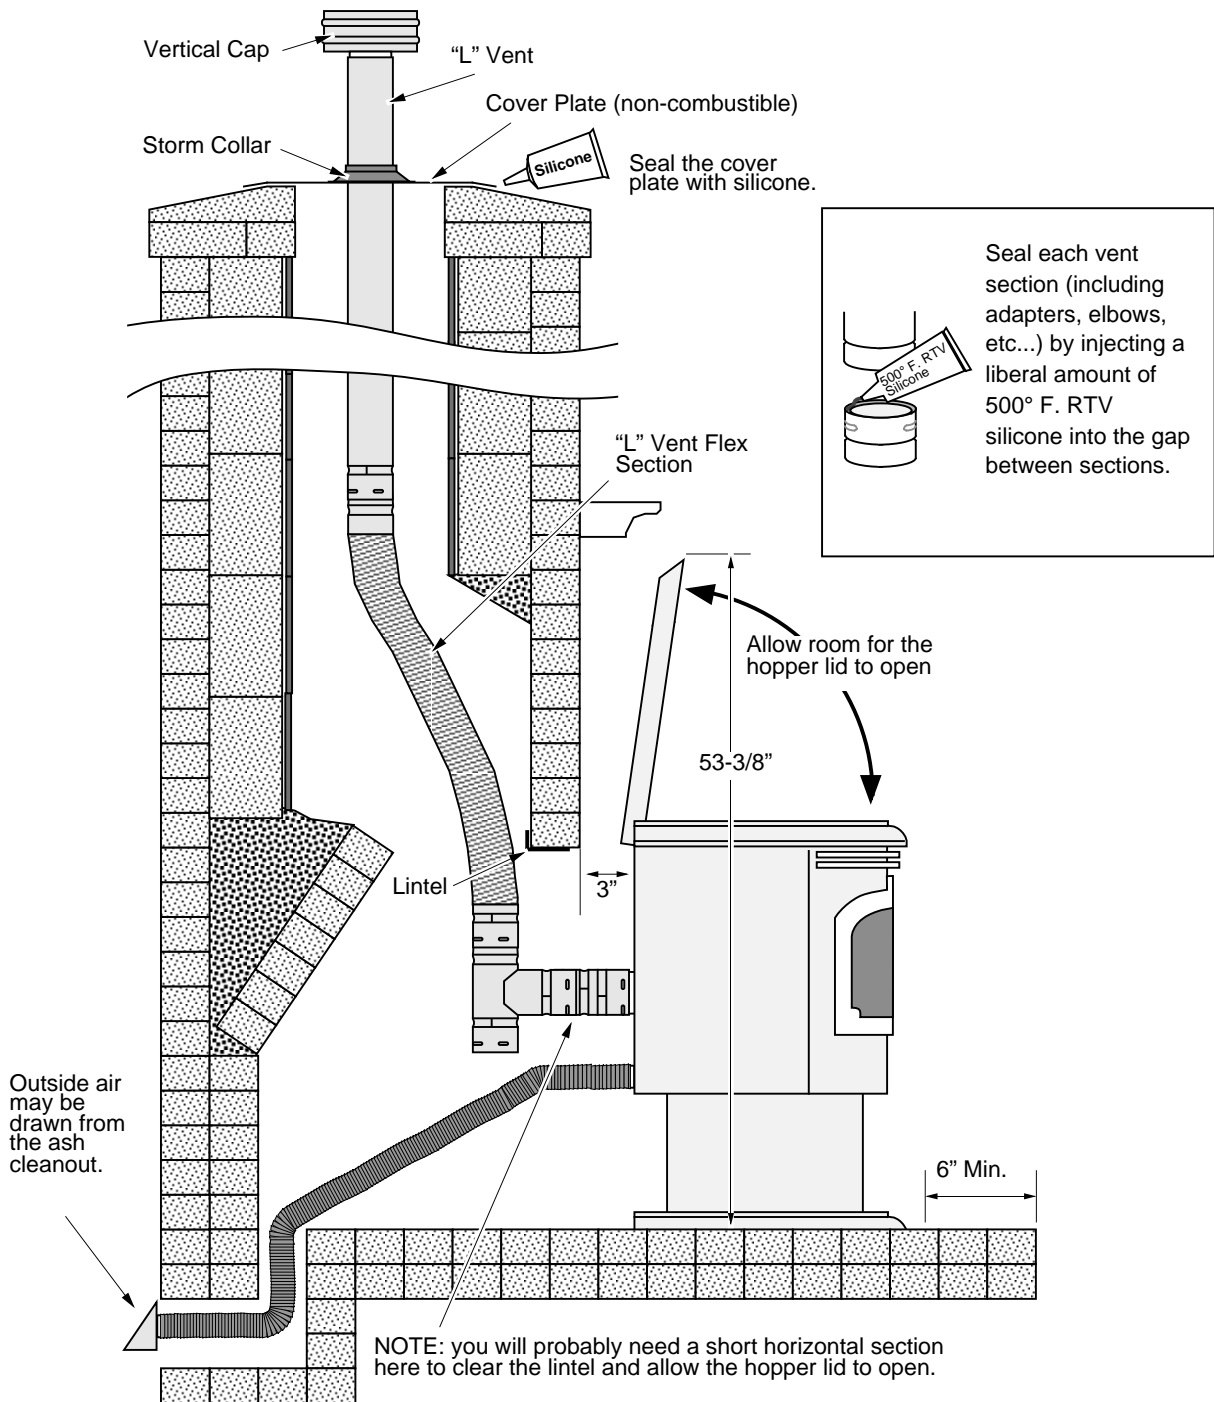 Vertical Cap
“L” Vent
Cover Plate (non-combustible)
Storm Collar
Silicone
Seal the cover
plate with silicone.
Seal each vent
section (including
adapters, elbows,
etc...) by injecting a
liberal amount of
500° F. RTV
silicone into the gap
between sections.
500° F. RTV
Silicone
“L” Vent Flex
Section
Allow room for the
hopper lid to open
53-3/8”
Lintel
3”
Outside air
may be
drawn from
the ash
cleanout.
6” Min.
NOTE: you will probably need a short horizontal section
here to clear the lintel and allow the hopper lid to open.